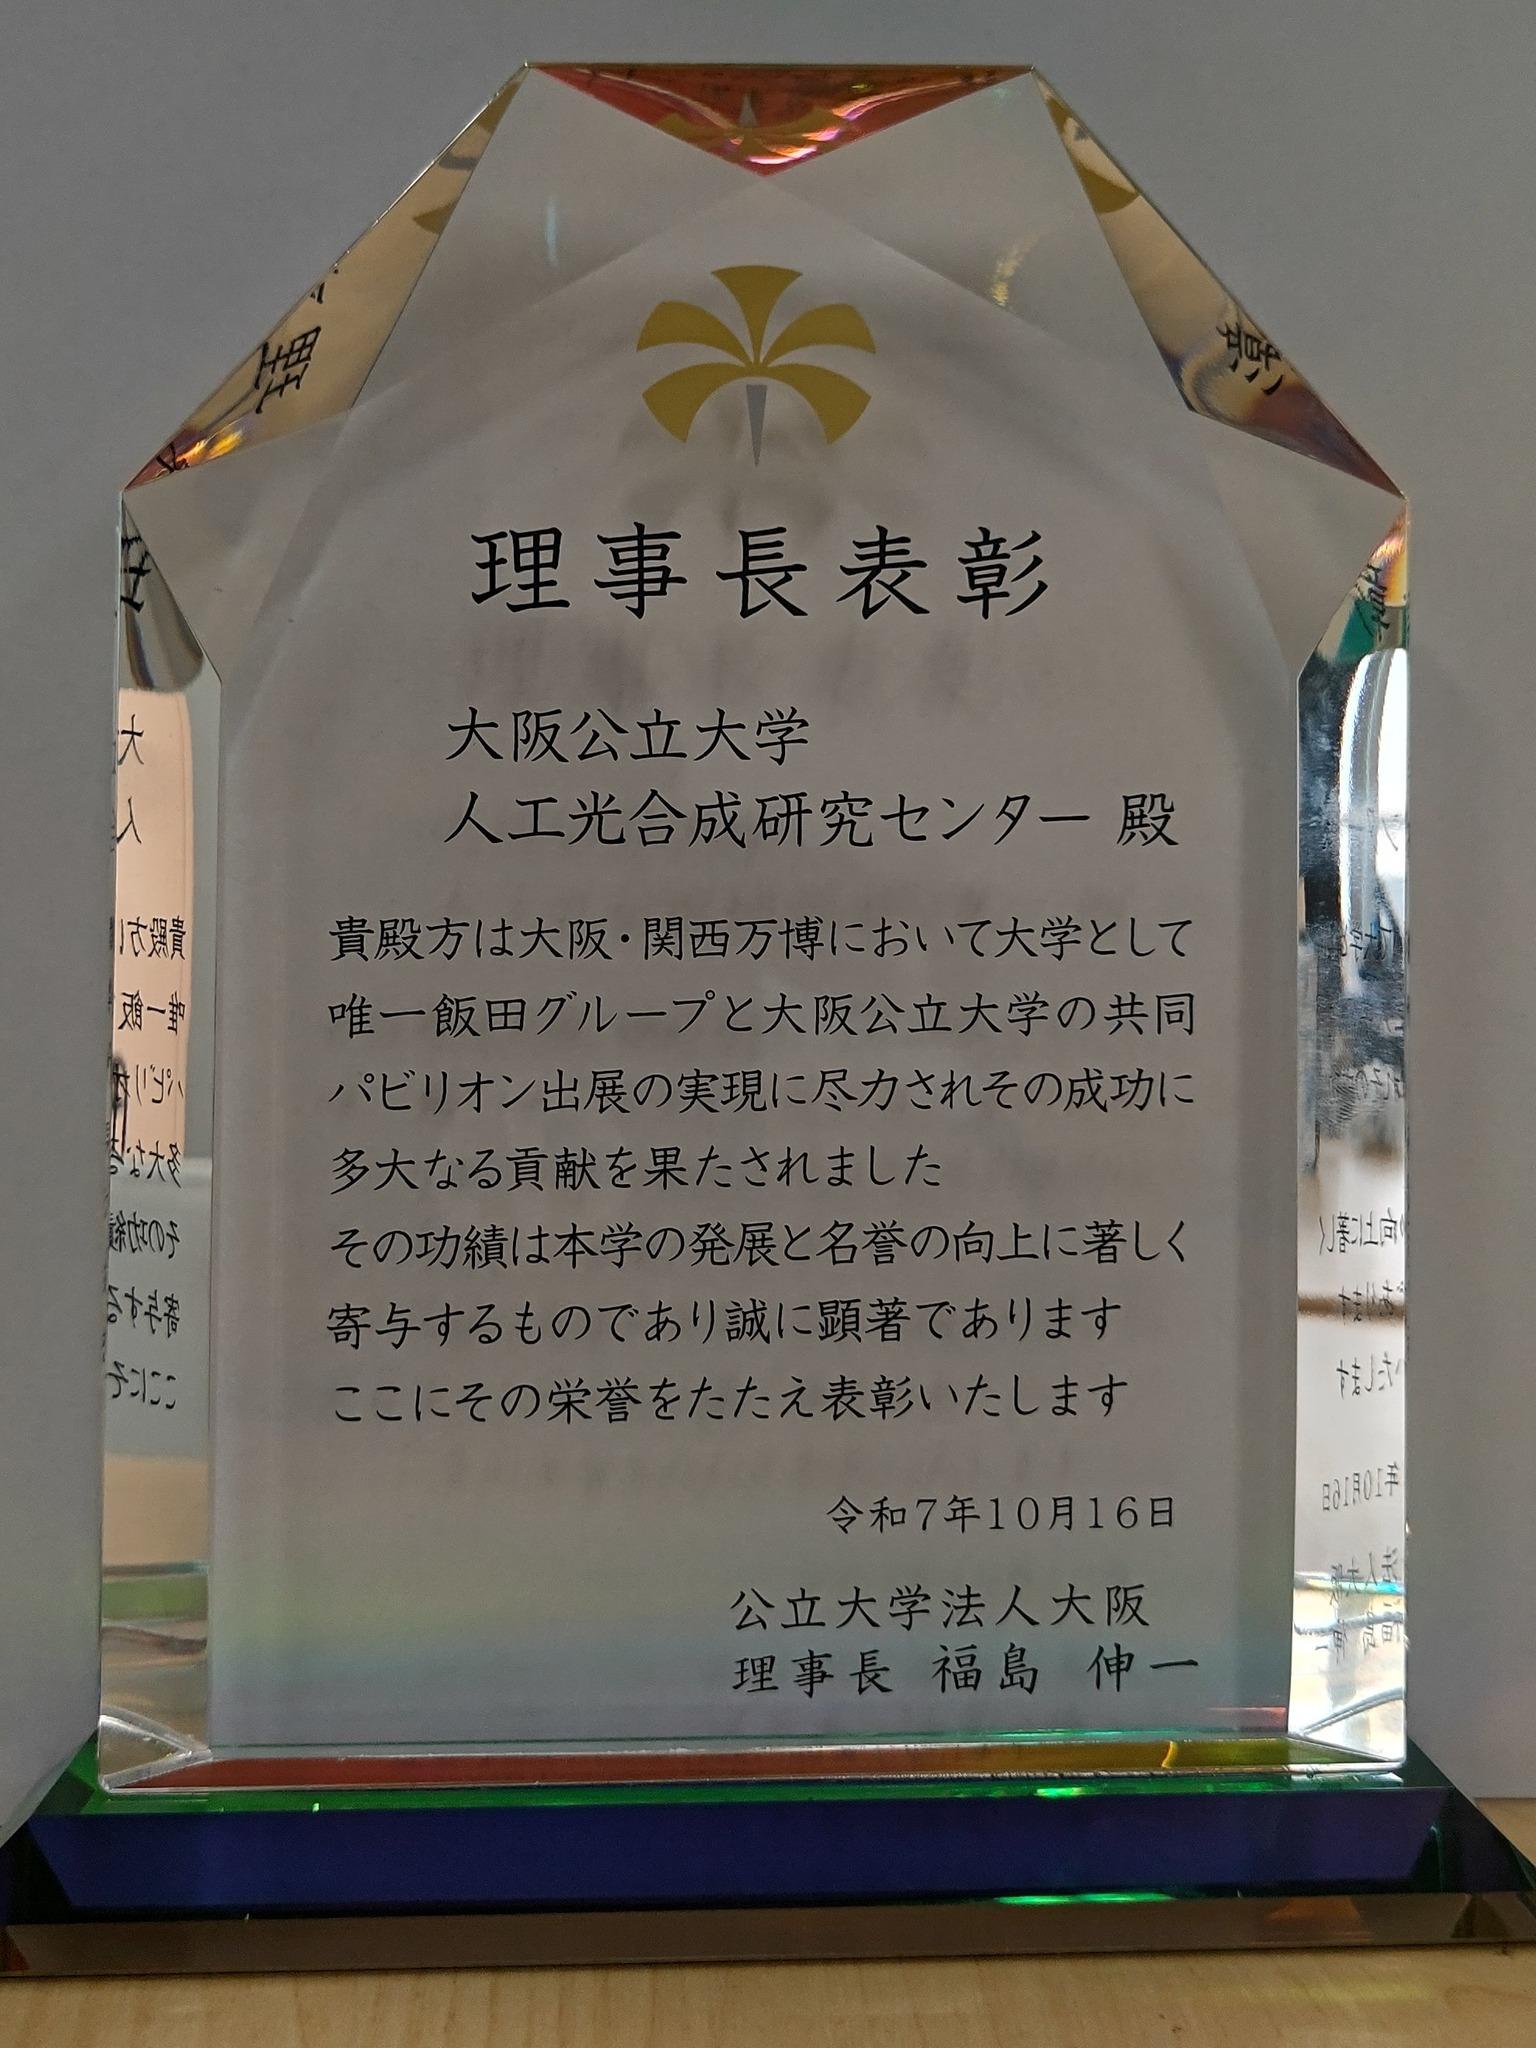 理事長表彰
大阪公立大学
人工光合成研究センター 殿
貴殿方は大阪・関西万博において大学として
唯一飯田グループと大阪公立大学の共同
パビリオン出展の実現に尽力されその成功に
多大なる貢献を果たされました
その功績は本学の発展と名誉の向上に著しく
寄与するものであり誠に顕著であります
ここにその栄誉をたたえ表彰いたします
令和7年10月16日
公立大学法人大阪
理事長 福島 伸一